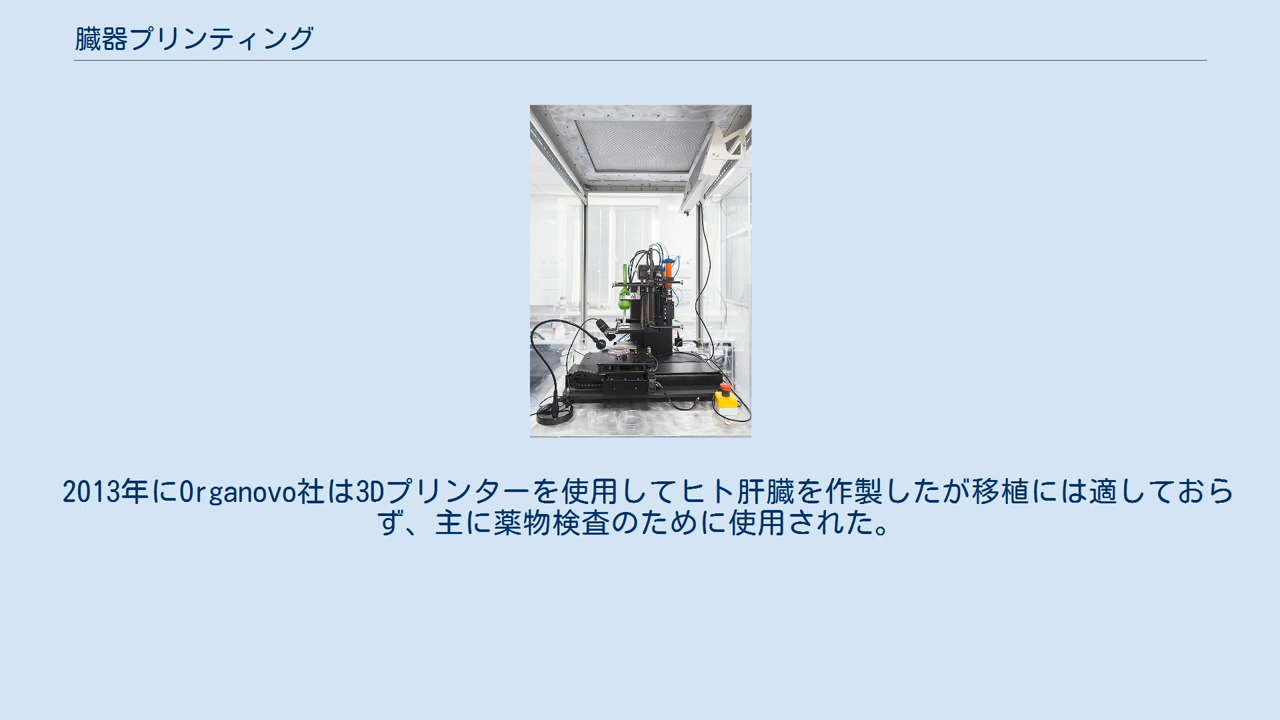 臓器プリンティング
2013年にOrganovo社は3Dプリンターを使用してヒト肝臓を作製したが移植には適しておら
ず、主に薬物検査のために使用された。